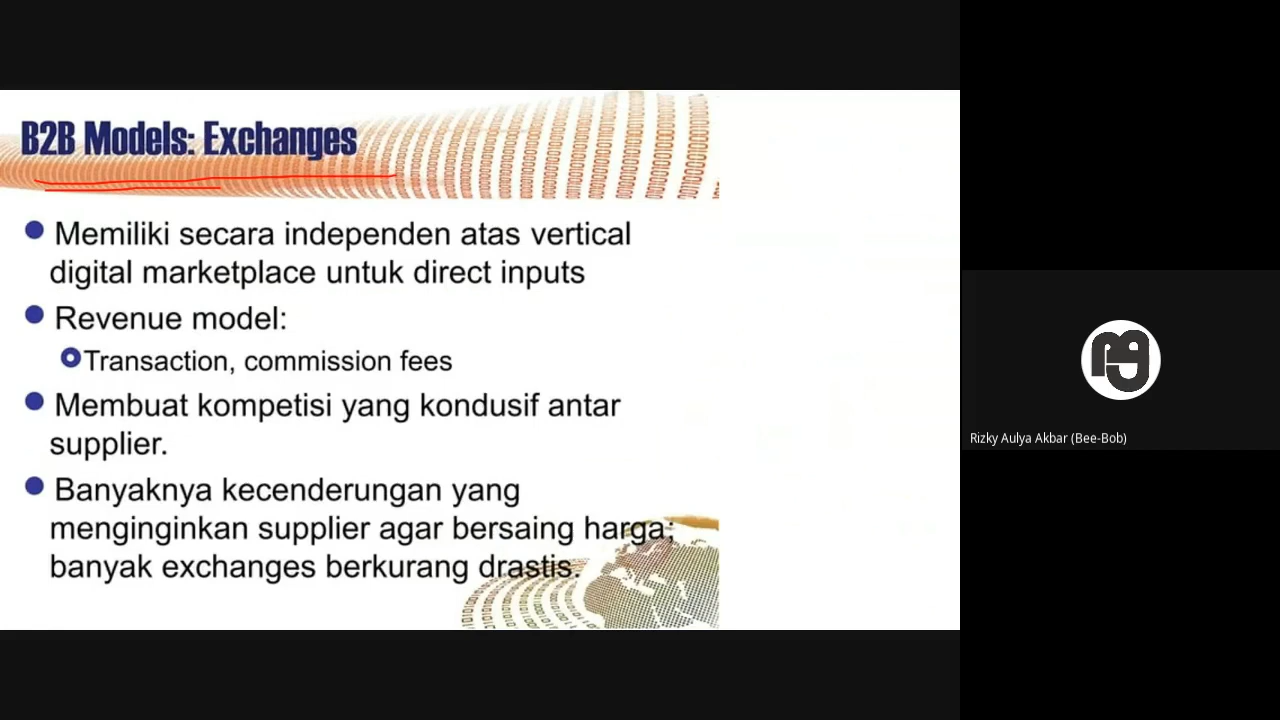 B2B Models: Exchanges
Memiliki secara independen atas vertical
digital marketplace untuk direct inputs
Revenue model:
Transaction, commission fees
Membuat kompetisi yang kondusif antar
supplier.
Banyaknya kecenderungan yang
menginginkan supplier agar bersaing harga;
banyak exchanges berkurang drastis.
Rizky Aulya Akbar (Bee-Bob)